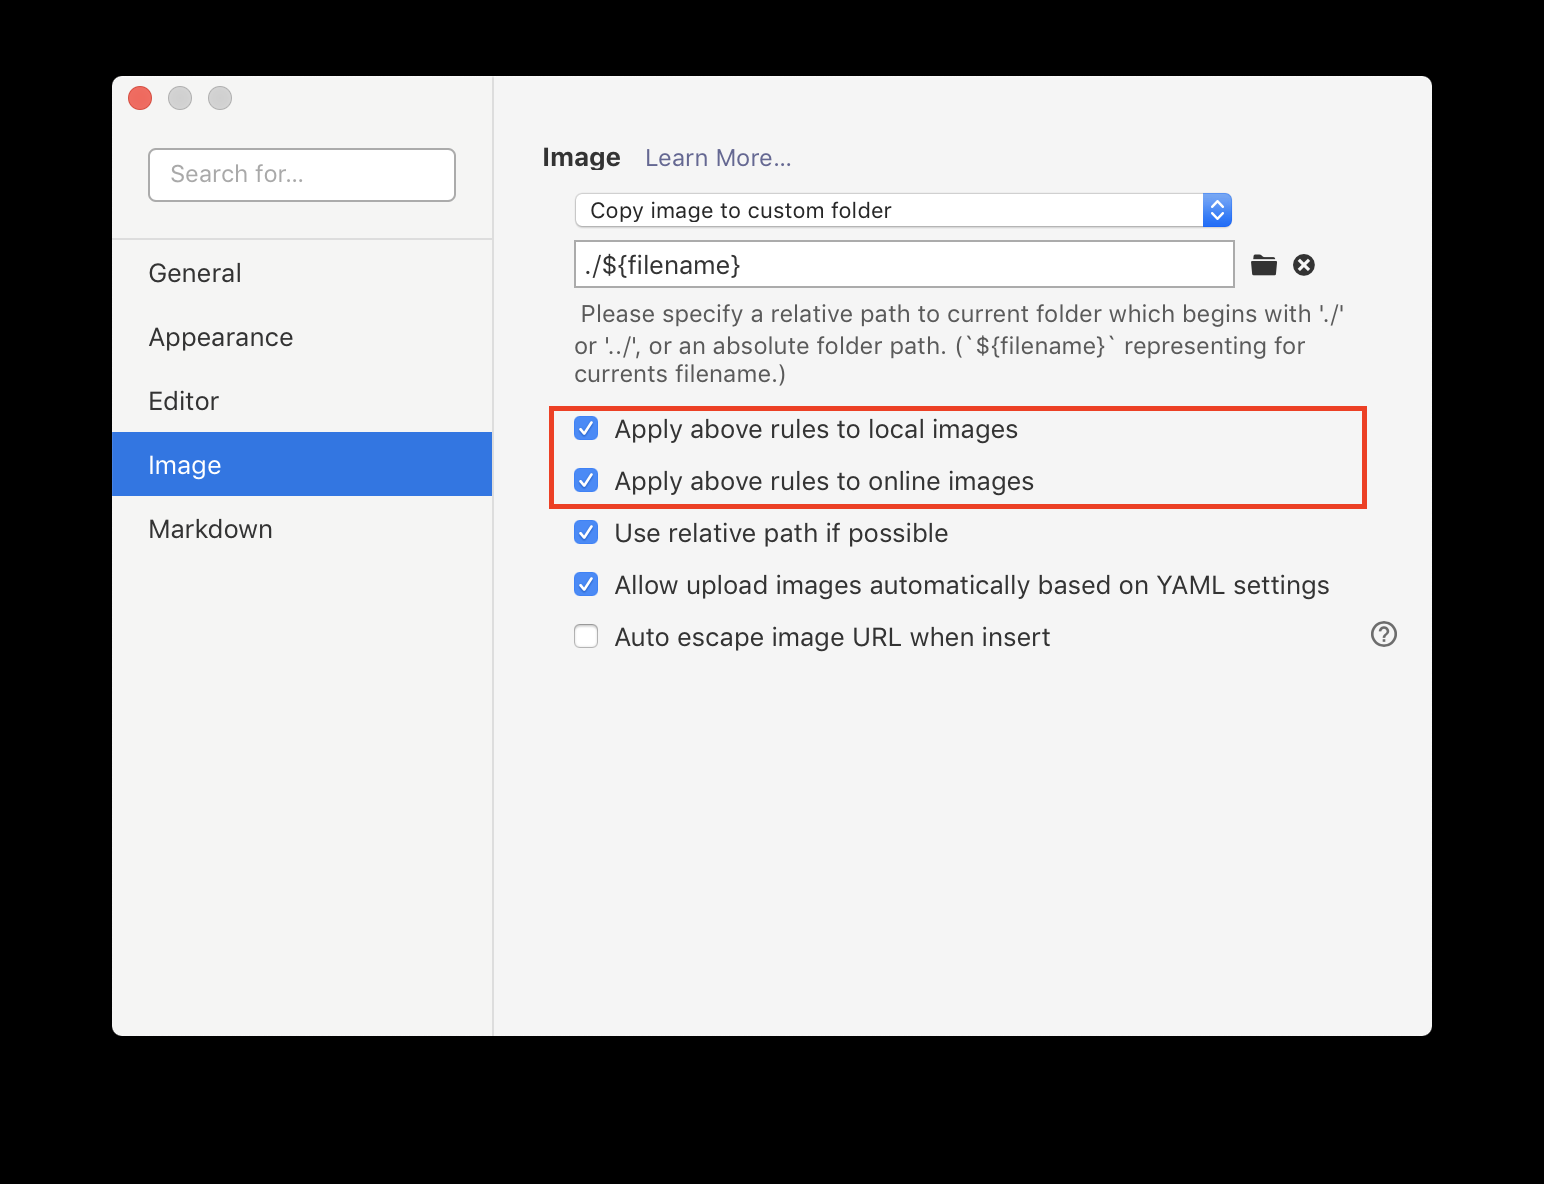 Search for...
General
Appearance
Editor
Image
Markdown
Image Learn More...
Copy image to custom folder
./${filename}
Please specify a relative path to current folder which begins with './'
or '../', or an absolute folder path. (`${filename}` representing for
currents filename.)
Apply above rules to local images
Apply above rules to online images
Use relative path if possible
Allow upload images automatically based on YAML settings
Auto escape image URL when insert